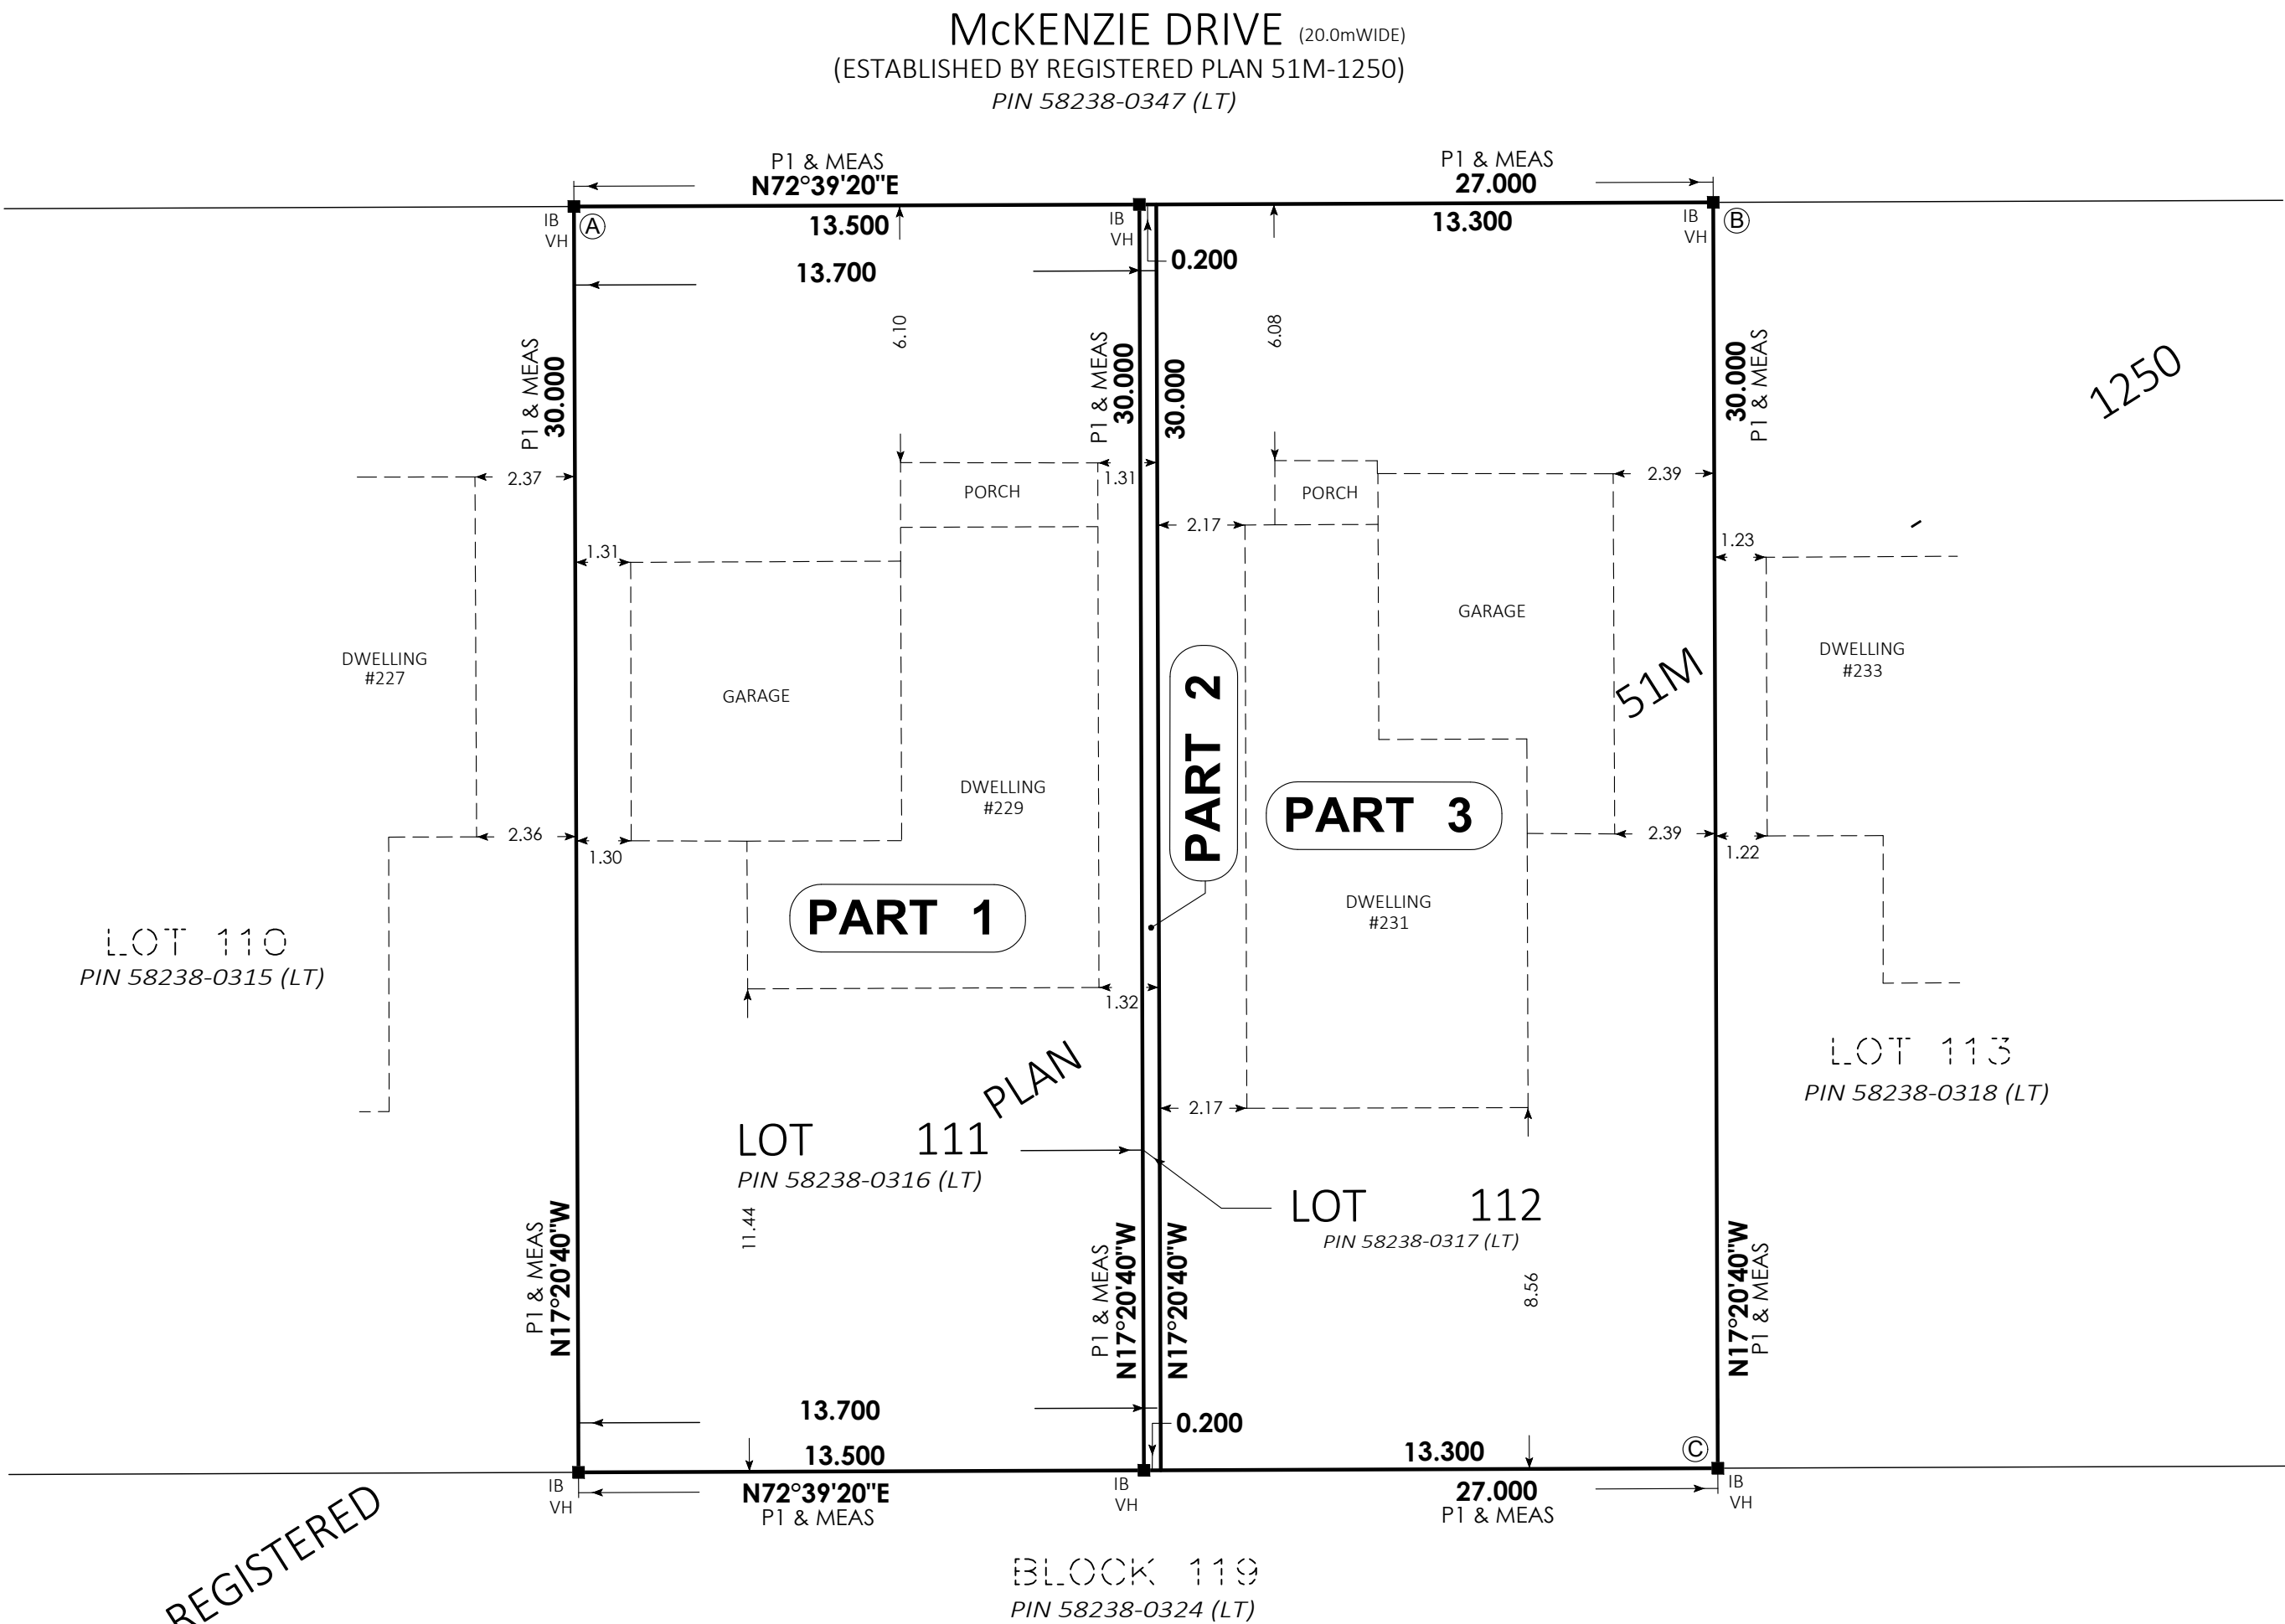 McKENZIE DRIVE (20.0mWIDE)
(ESTABLISHED BY REGISTERED PLAN 51M-1250)
PIN 58238-0347 (LT)
P1 & MEAS
N72°39'20"E
P1 & MEAS
27.000
IB
VH
A
13.500
IB
VH
13.300
IB
VH
B
13.700
0.200
6.10
6.08
P1 & MEAS
30.000
P1 & MEAS
30.000
30.000
30.000
P1 & MEAS
1250
2.37
1.31
2.39
PORCH
PORCH
2.17
-
1.31
1.23
GARAGE
DWELLING
#227
GARAGE
51M
DWELLING
#233
PART 2
DWELLING
#229
PART 3
2.36
1.30
2.39
1.22
PART 1
DWELLING
#231
LOT 110
PIN 58238-0315 (LT)
1.32
PLAN
LOT 113
PIN 58238-0318 (LT)
2.17
LOT 111
PIN 58238-0316 (LT)
LOT 112
PIN 58238-0317 (LT)
11.44
8.56
P1 & MEAS
N17°20'40"W
P1 & MEAS
N17°20'40"W
N17°20'40"W
N17°20'40"W
P1 & MEAS
13.700
0.200
13.500
13.300
C
IB
VH
N72°39'20"E
P1 & MEAS
IB
VH
27.000
P1 & MEAS
IB
VH
REGISTERED
BLOCK 119
PIN 58238-0324 (LT)